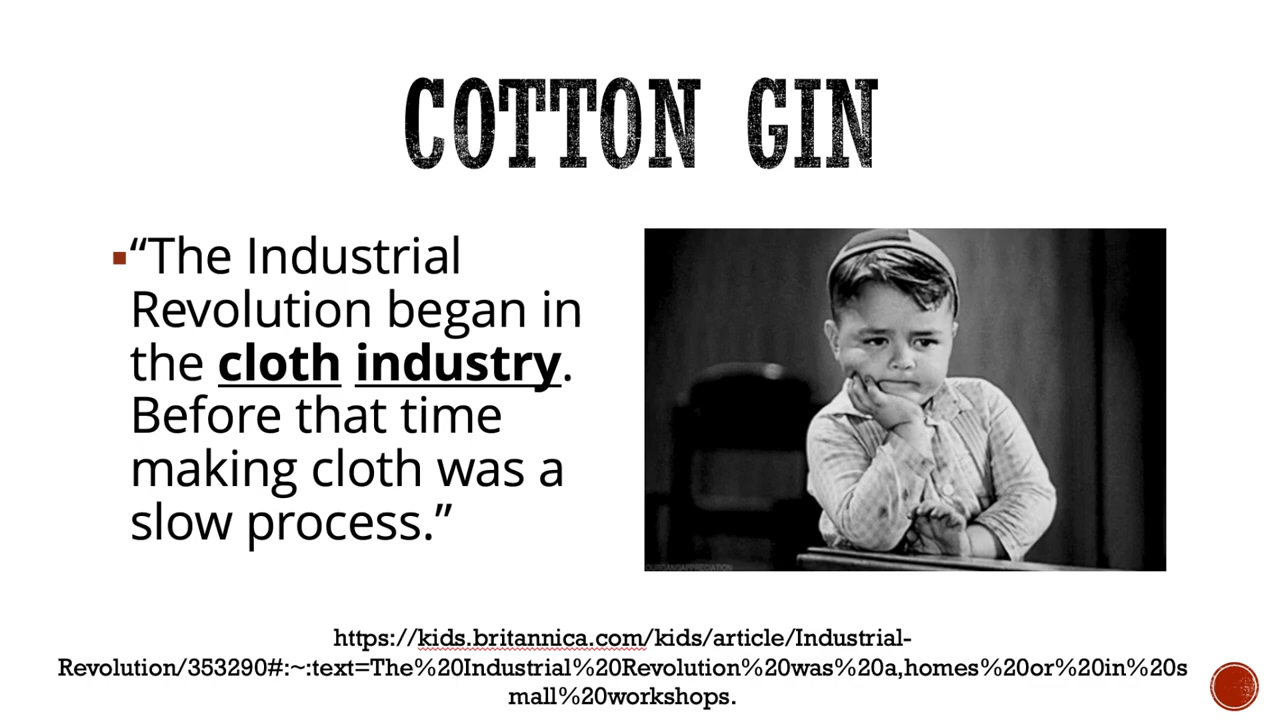 COTTON GIN
“The Industrial
Revolution began in
the cloth industry.
Before that time
making cloth was a
slow process.”
OURGANGAPPRECIATION
https://kids.britannica.com/kids/article/Industrial-
Revolution/353290#:~:text=The%20Industrial%20Revolution%20was%20a,homes%20or%20in%20s
mall%20workshops.